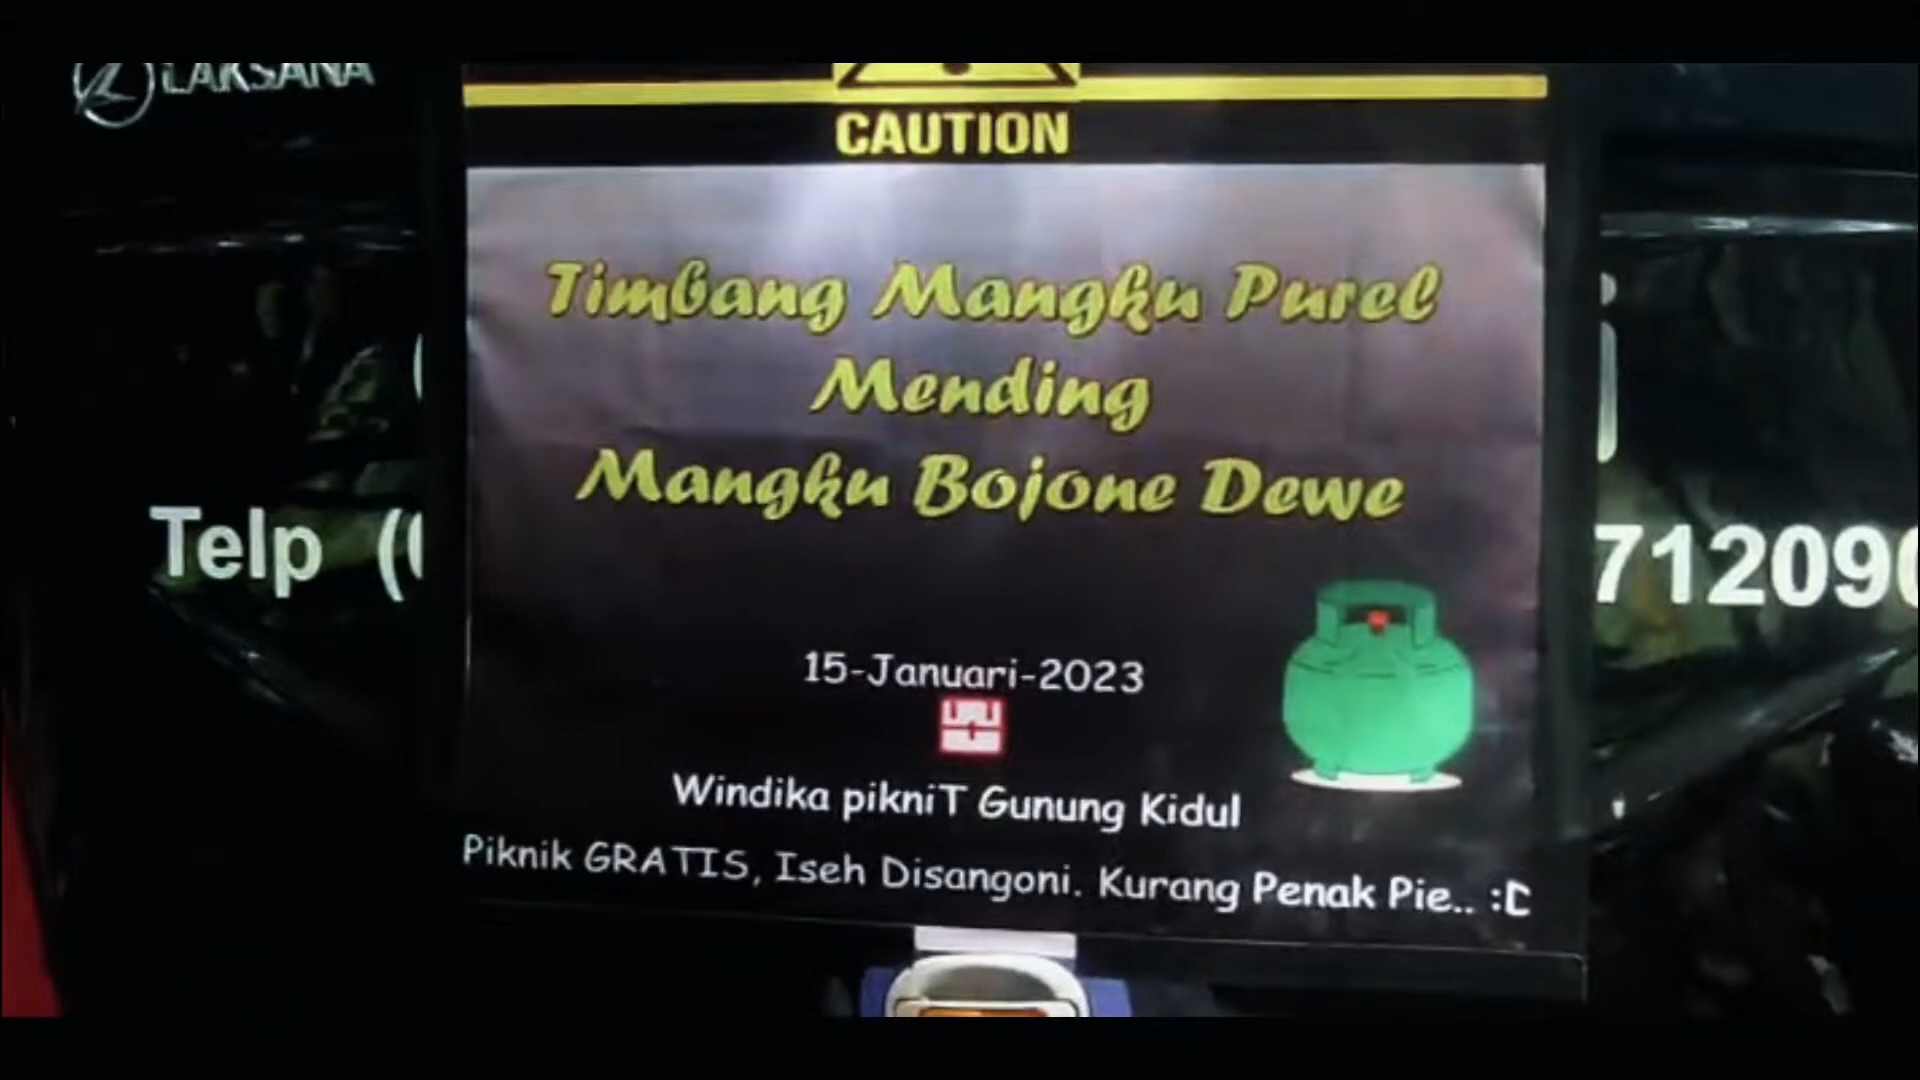 LAKSANA
CAUTION
Timbang Mangku Purel
Mending
Mangku Bojone Dewe
Telp (
712090
15-Januari-2023
Windika pikniT Gunung Kidul
Piknik GRATIS, Iseh Disangoni. Kurang Penak Pie.. :D